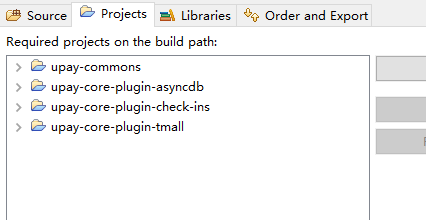 Source Projects Libraries Order and Export
Required projects on the build path:
upay-commons
upay-core-plugin-asyncdb
upay-core-plugin-check-ins
upay-core-plugin-tmall